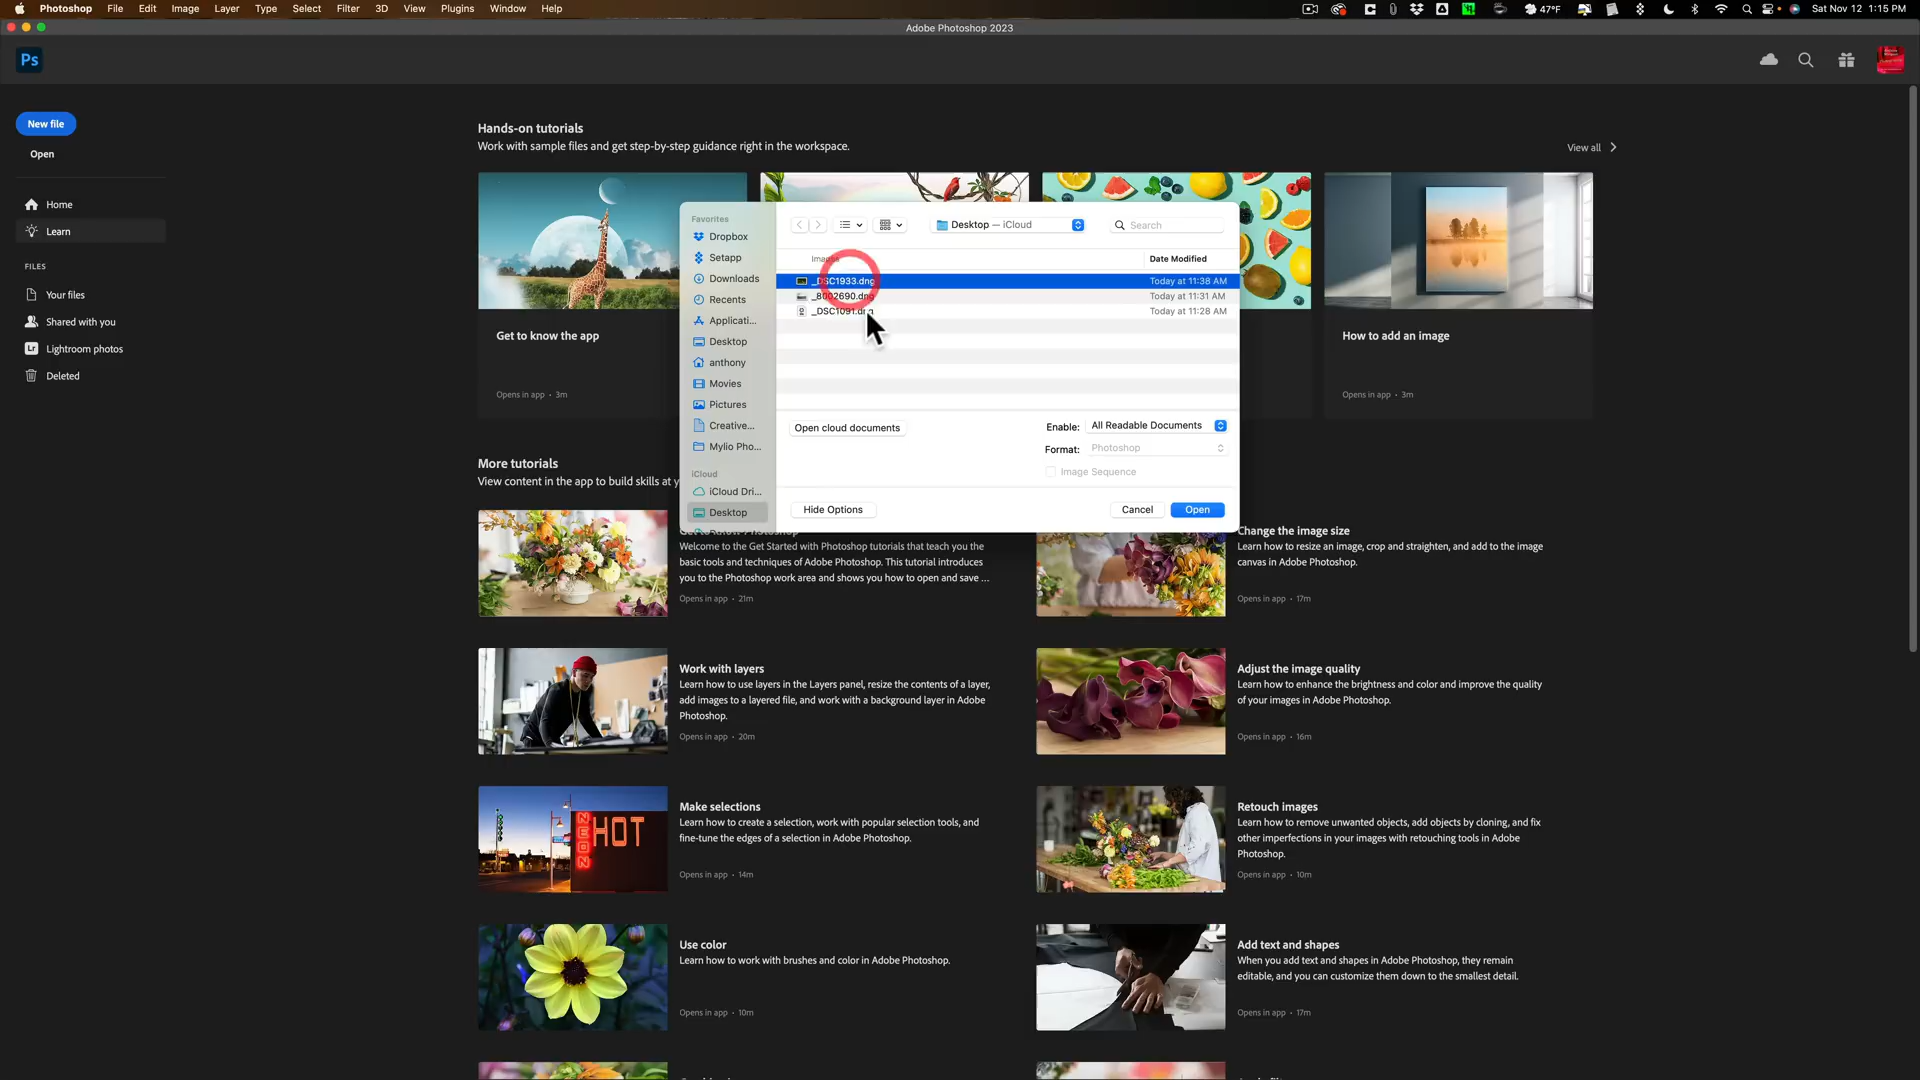 Photoshop File Edit Image Layer Type Select Filter 3D View Plugins Window Help
47°F Sat Nov 12 1:15 PM
Adobe Photoshop 2023
Ps
New file
Open
Home
Learn
FILES
Your files
Shared with you
Lr Lightroom photos
Deleted
Hands-on tutorials
Work with sample files and get step-by-step guidance right in the workspace.
View all
Get to know the app
Opens in app • 3m
How to add an image
Opens in app • 3m
Favorites
Dropbox
Setapp
Downloads
Recents
Applicati...
Desktop
anthony
Movies
Pictures
Creative...
Mylio Pho...
iCloud
iCloud Dri...
Desktop
Desktop — iCloud
Search
Images
Date Modified
_DSC1933.dng Today at 11:38 AM
_8002690.dng Today at 11:31 AM
_DSC1091.dng Today at 11:28 AM
Open cloud documents
Enable: All Readable Documents
Format: Photoshop
Image Sequence
Hide Options
Cancel
Open
More tutorials
View content in the app to build skills at y
Welcome to the Get Started with Photoshop tutorials that teach you the
basic tools and techniques of Adobe Photoshop. This tutorial introduces
you to the Photoshop work area and shows you how to open and save ...
Opens in app • 21m
Change the image size
Learn how to resize an image, crop and straighten, and add to the image
canvas in Adobe Photoshop.
Opens in app • 17m
Work with layers
Learn how to use layers in the Layers panel, resize the contents of a layer,
add images to a layered file, and work with a background layer in Adobe
Photoshop.
Opens in app • 20m
Adjust the image quality
Learn how to enhance the brightness and color and improve the quality
of your images in Adobe Photoshop.
Opens in app • 16m
NEON
HOT
Make selections
Learn how to create a selection, work with popular selection tools, and
fine-tune the edges of a selection in Adobe Photoshop.
Opens in app • 14m
Retouch images
Learn how to remove unwanted objects, add objects by cloning, and fix
other imperfections in your images with retouching tools in Adobe
Photoshop.
Opens in app • 10m
Use color
Learn how to work with brushes and color in Adobe Photoshop.
Opens in app • 10m
Add text and shapes
When you add text and shapes in Adobe Photoshop, they remain
editable, and you can customize them down to the smallest detail.
Opens in app • 17m